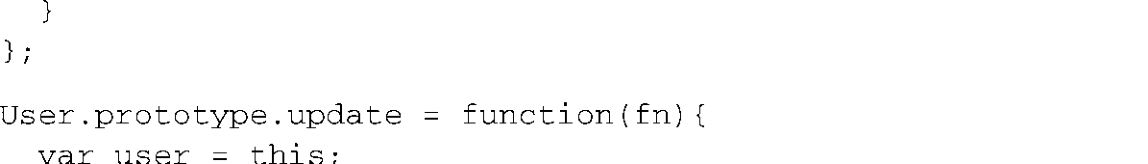 }
};

User.prototype.update = function(fn){
  var user = this;